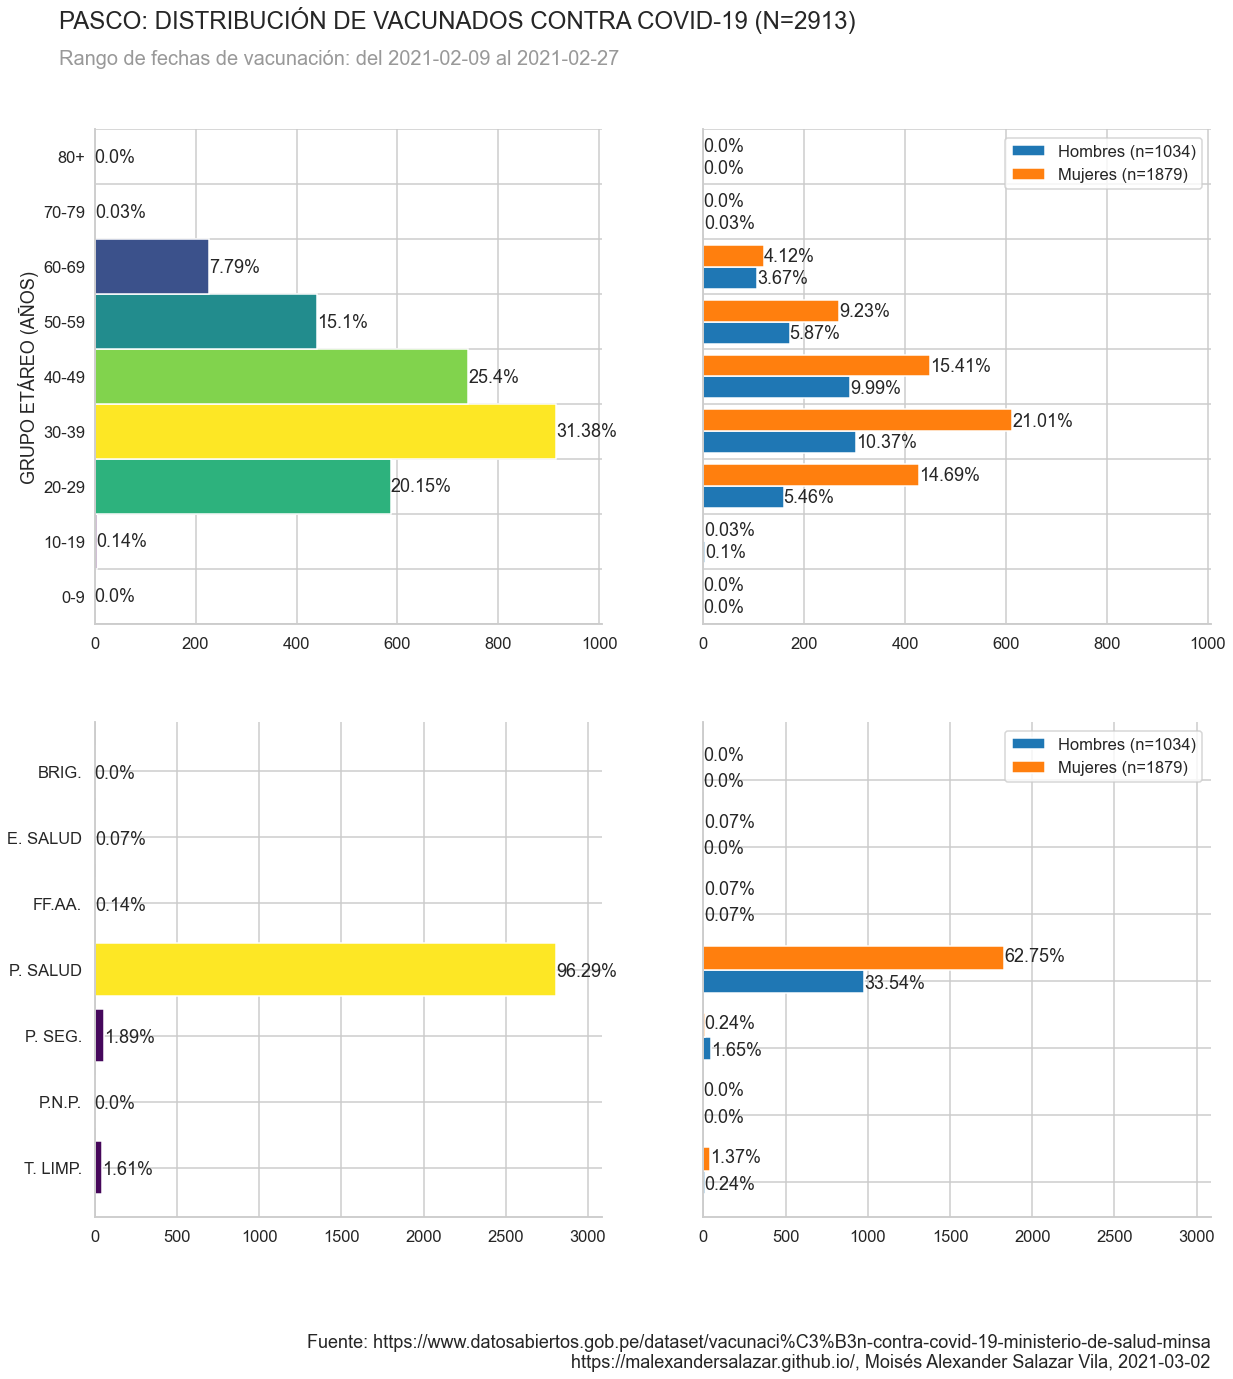 PASCO: DISTRIBUCIÓN DE VACUNADOS CONTRA COVID-19 (N=2913)
Rango de fechas de vacunación: del 2021-02-09 al 2021-02-27
GRUPO ETÁREO (AÑOS)
80+ 0.0%
70-79 0.03%
60-69 7.79%
50-59 15.1%
40-49 25.4%
30-39 31.38%
20-29 20.15%
10-19 0.14%
0-9 0.0%
0 200 400 600 800 1000
Hombres (n=1034)
Mujeres (n=1879)
0.0%
0.0%
0.0%
0.03%
4.12%
3.67%
9.23%
5.87%
15.41%
9.99%
21.01%
10.37%
14.69%
5.46%
0.03%
0.1%
0.0%
0.0%
0 200 400 600 800 1000
BRIG. 0.0%
E. SALUD 0.07%
FF.AA. 0.14%
P. SALUD 96.29%
P. SEG. 1.89%
P.N.P. 0.0%
T. LIMP. 1.61%
0 500 1000 1500 2000 2500 3000
Hombres (n=1034)
Mujeres (n=1879)
0.0%
0.0%
0.07%
0.0%
0.07%
0.07%
62.75%
33.54%
0.24%
1.65%
0.0%
0.0%
1.37%
0.24%
0 500 1000 1500 2000 2500 3000
Fuente: https://www.datosabiertos.gob.pe/dataset/vacunaci%C3%B3n-contra-covid-19-ministerio-de-salud-minsa
https://malexandersalazar.github.io/, Moisés Alexander Salazar Vila, 2021-03-02